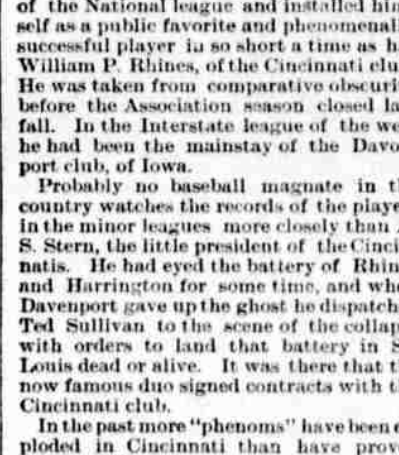 of the National league and installed him
self as a public favorite and phenomenall
successful player in so short a time as h
William P. Rhines, of the Cincinnati clu
He was taken from comparative obscuri
before the Association season closed la
fall. In the Interstate league of the we
he had been the mainstay of the Davo
port club, of Iowa.
Probably no baseball magnate in t
country watches the records of the playe
in the minor leagues more closely than
S. Stern, the little president of the Cinci
natis. He had eyed the battery of Rhin
and Harrington for some time, and whe
Davenport gave up the ghost he dispatch
Ted Sullivan to the scene of the collap
with orders to land that battery in S
Louis dead or alive. It was there that t
now famous duo signed contracts with t
Cincinnati club.
In the past more "phenoms" have been e
ploded in Cincinnati than have prov